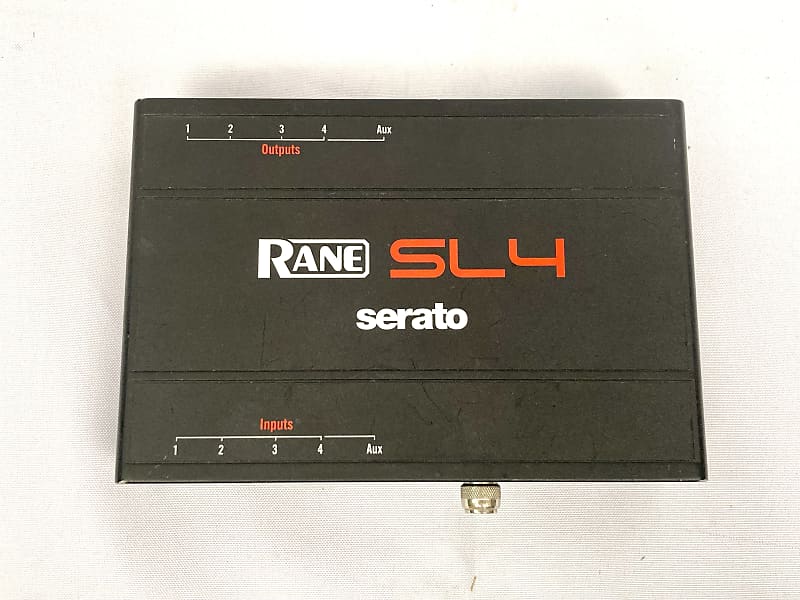 1 2 3 4 Aux
Outputs
RANE SL4
serato
Inputs
1 2 3 4 Aux